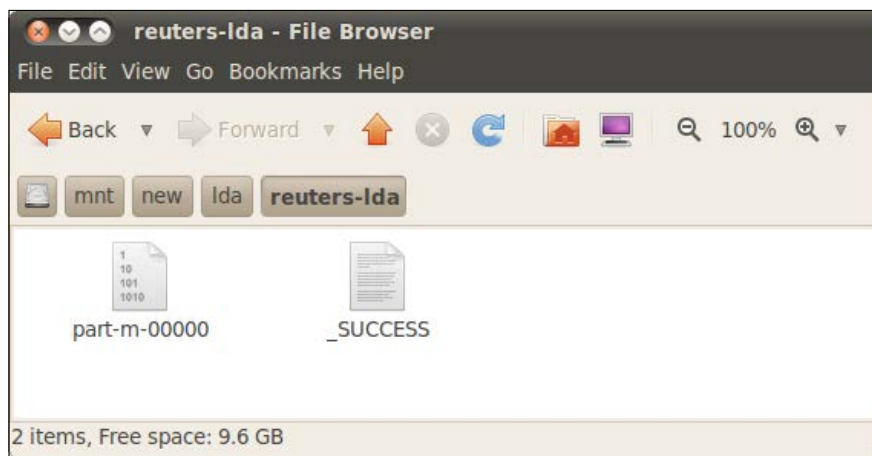 reuters-lda - File Browser
File Edit View Go Bookmarks Help
Back Forward 100%
mnt new lda reuters-lda
1
10
101
1010
part-m-00000 _SUCCESS
2 items, Free space: 9.6 GB